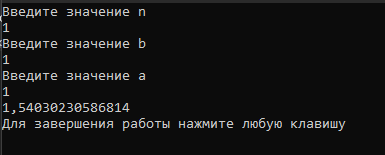 Введите значение n
1
Введите значение b
1
Введите значение a
1
1,54030230586814
Для завершения работы нажмите любую клавишу